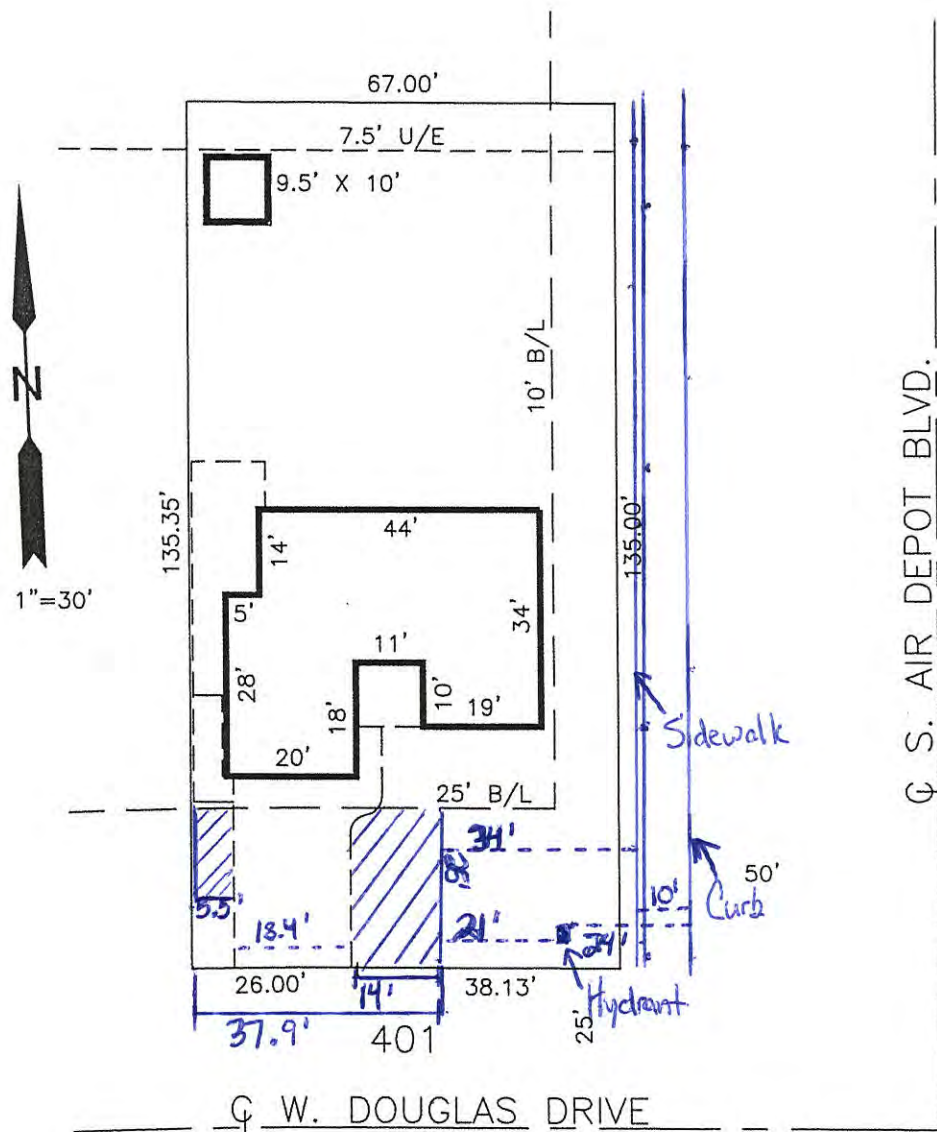 67.00'
7.5' U/E
9.5' X 10'
N
1"=30'
10' B/L
135.35'
135.00'
℄ S. AIR DEPOT BLVD.
44'
14'
5'
34'
11'
28'
18'
10'
19'
20'
Sidewalk
25' B/L
34'
50'
10'
Curb
5.5'
18.4'
21'
24'
26.00'
14'
38.13'
Hydrant
25'
37.9'
401
℄ W. DOUGLAS DRIVE